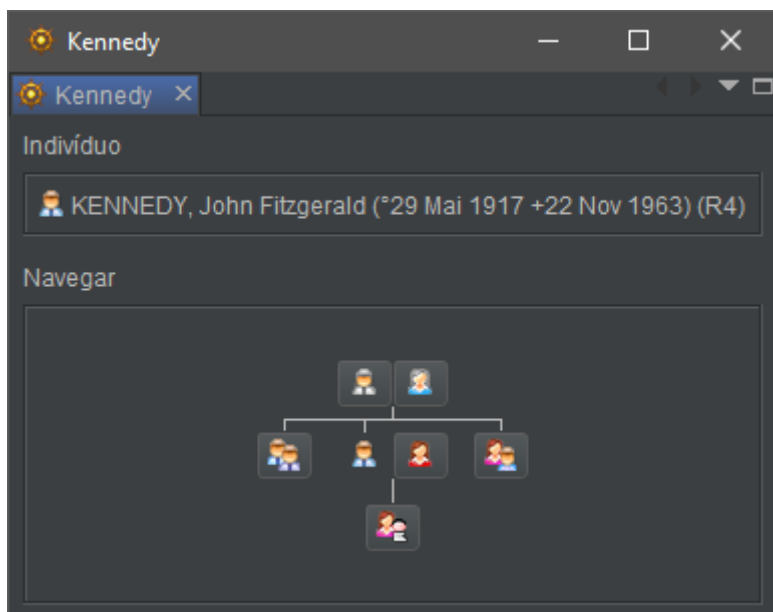 Kennedy
Kennedy
Indivíduo
KENNEDY, John Fitzgerald (°29 Mai 1917 +22 Nov 1963) (R4)
Navegar